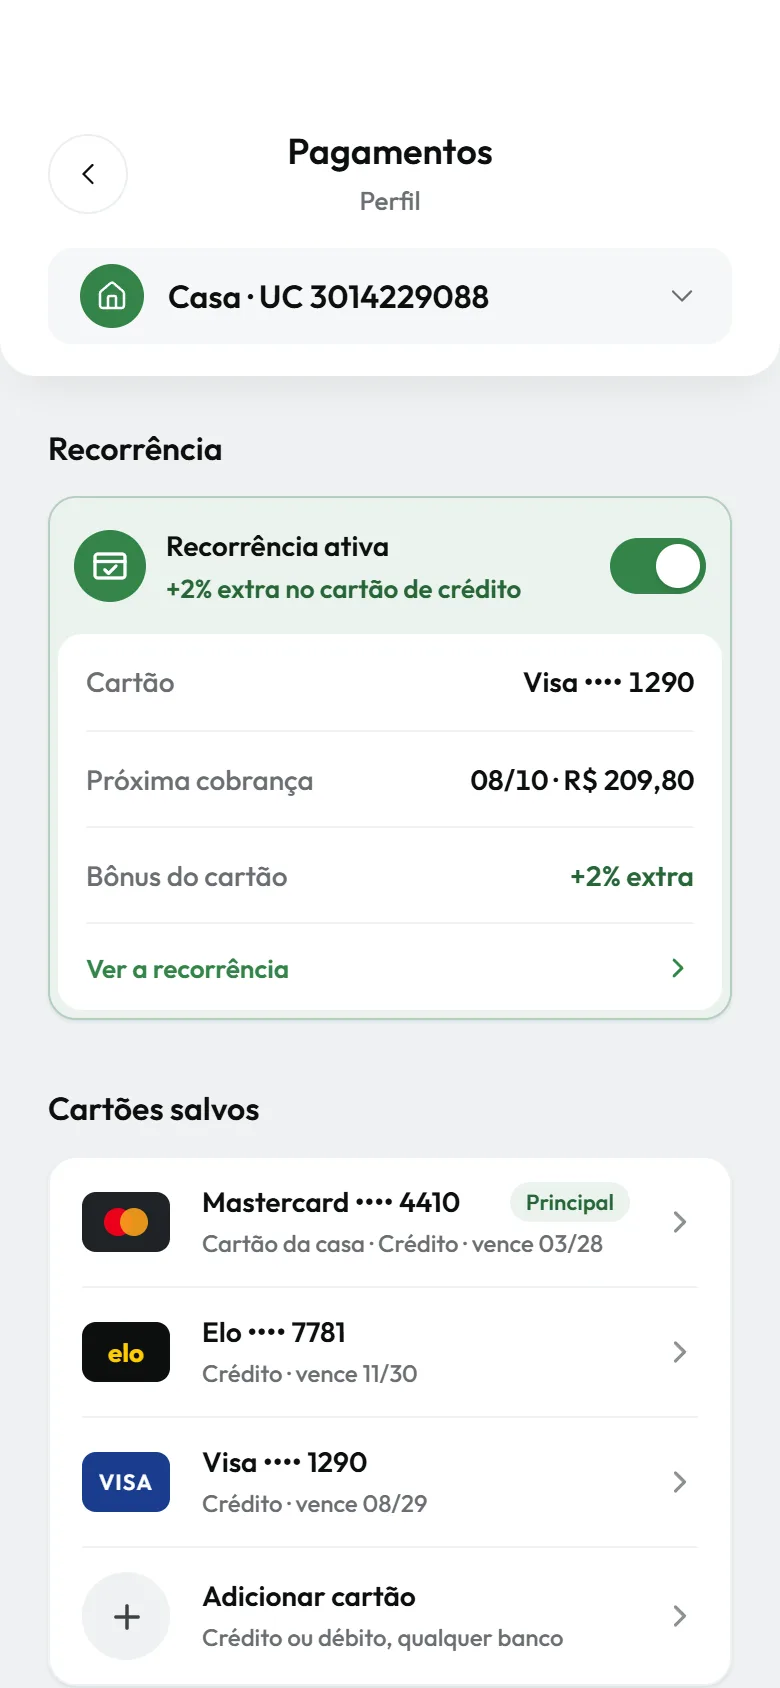 Pagamentos
Perfil
Casa · UC 3014229088
Recorrência
Recorrência ativa
+2% extra no cartão de crédito
Cartão
Visa •••• 1290
Próxima cobrança
08/10 · R$ 209,80
Bônus do cartão
+2% extra
Ver a recorrência
Cartões salvos
Mastercard •••• 4410
Principal
Cartão da casa · Crédito · vence 03/28
elo
Elo •••• 7781
Crédito · vence 11/30
VISA
Visa •••• 1290
Crédito · vence 08/29
Adicionar cartão
Crédito ou débito, qualquer banco